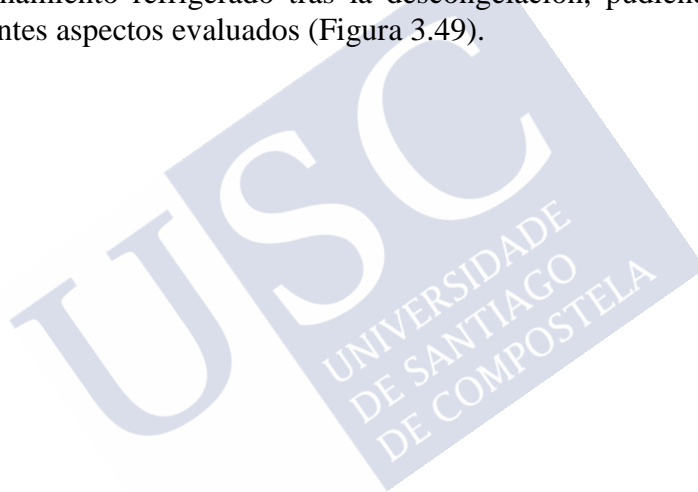 namiento refrigerado tras la descongelación, pudien
ntes aspectos evaluados (Figura 3.49).
USC
UNIVERSIDADE
DE SANTIAGO
DE COMPOSTELA